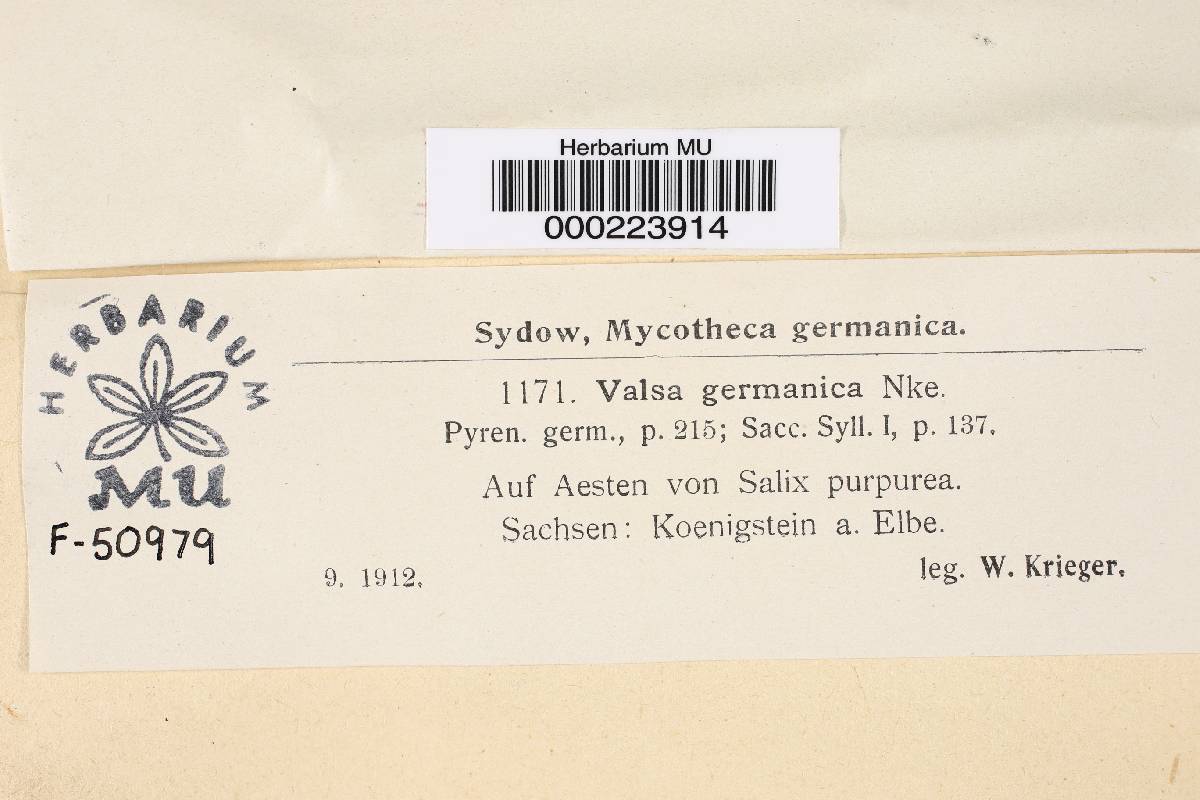 Herbarium MU
000223914
HERBARIUM
MU
F-50979
Sydow, Mycotheca germanica.
1171. Valsa germanica Nke.
Pyren. germ., p. 215; Sacc. Syll. I, p. 137.
Auf Aesten von Salix purpurea.
Sachsen: Koenigstein a. Elbe.
9. 1912.
leg. W. Krieger.